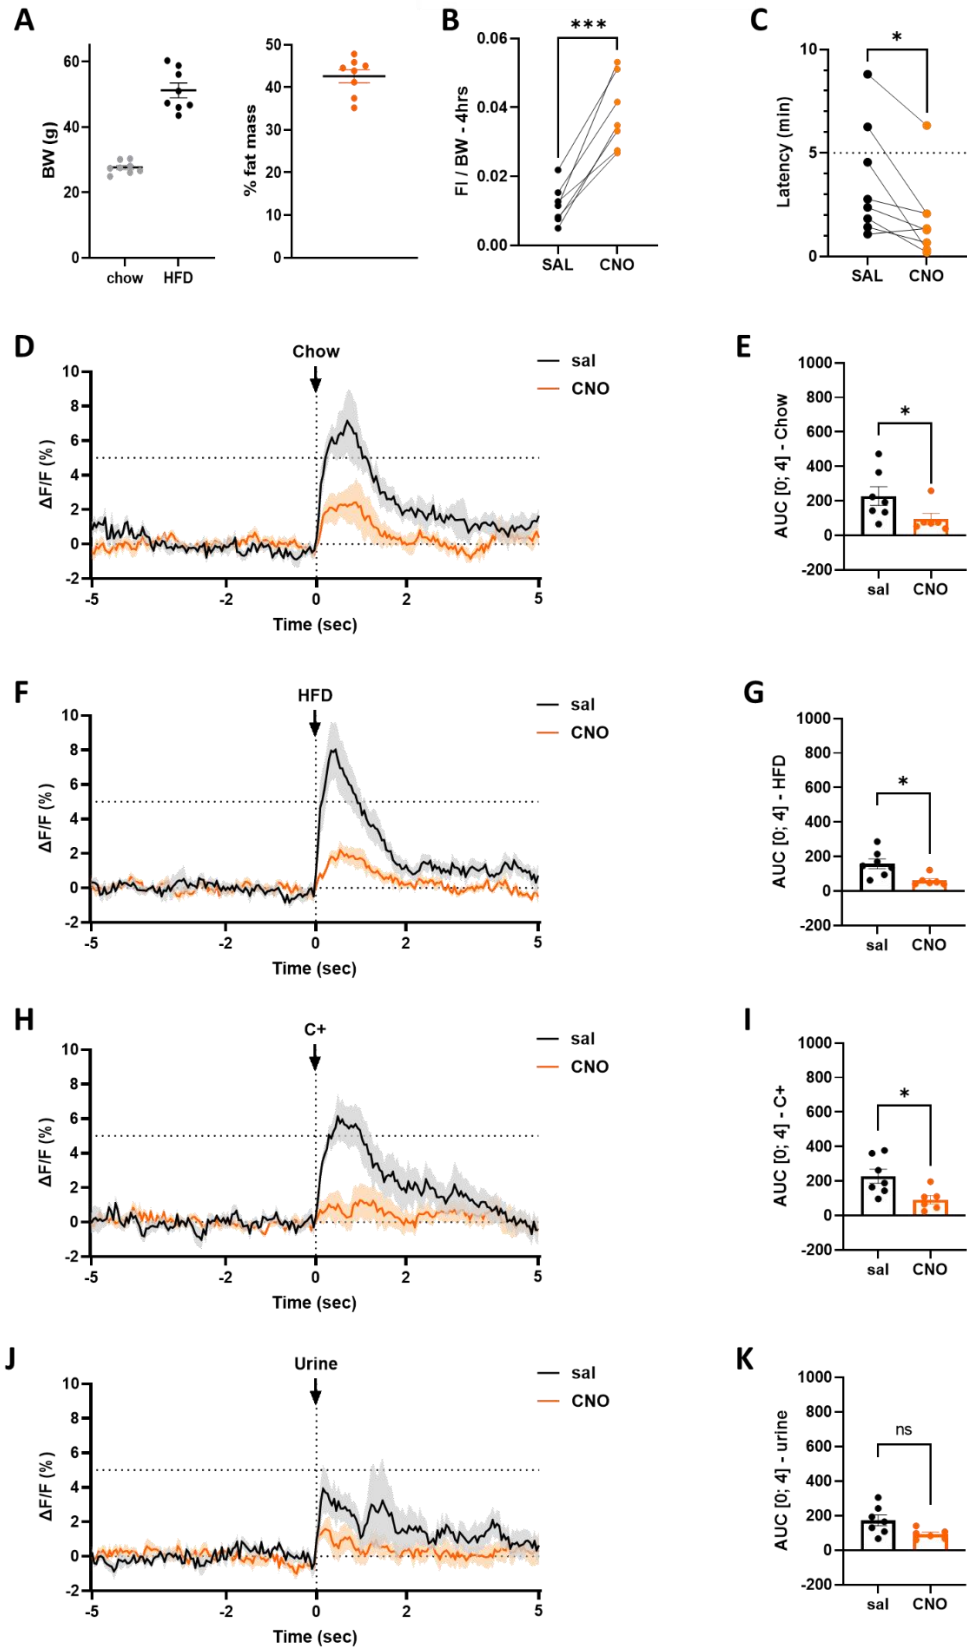 A
BW (g)
60
40
20
0
chow
HFD
% fat mass
50
40
30
20
10
0
B
***
FI / BW - 4hrs
0.06
0.04
0.02
0.00
SAL
CNO
C
*
Latency (min)
10
5
0
SAL
CNO
D
Chow
sal
CNO
ΔF/F (%)
10
8
6
4
2
0
-2
-5
-2
0
2
5
Time (sec)
E
*
AUC [0; 4] - Chow
1000
800
600
400
200
0
-200
sal
CNO
F
HFD
sal
CNO
ΔF/F (%)
10
8
6
4
2
0
-2
-5
-2
0
2
5
Time (sec)
G
*
AUC [0; 4] - HFD
1000
800
600
400
200
0
-200
sal
CNO
H
C+
sal
CNO
ΔF/F (%)
10
8
6
4
2
0
-2
-5
-2
0
2
5
Time (sec)
I
*
AUC [0; 4] - C+
1000
800
600
400
200
0
-200
sal
CNO
J
Urine
sal
CNO
ΔF/F (%)
10
8
6
4
2
0
-2
-5
-2
0
2
5
Time (sec)
K
ns
AUC [0; 4] - urine
1000
800
600
400
200
0
-200
sal
CNO